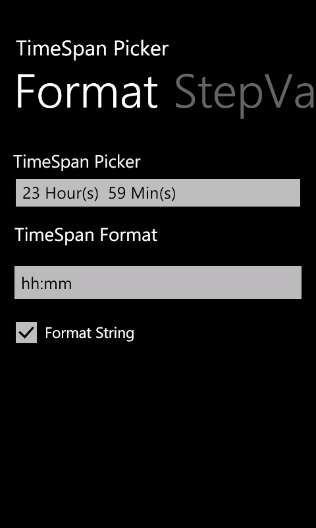 TimeSpan Picker
Format StepVa
TimeSpan Picker
23 Hour(s) 59 Min(s)
TimeSpan Format
hh:mm
Format String